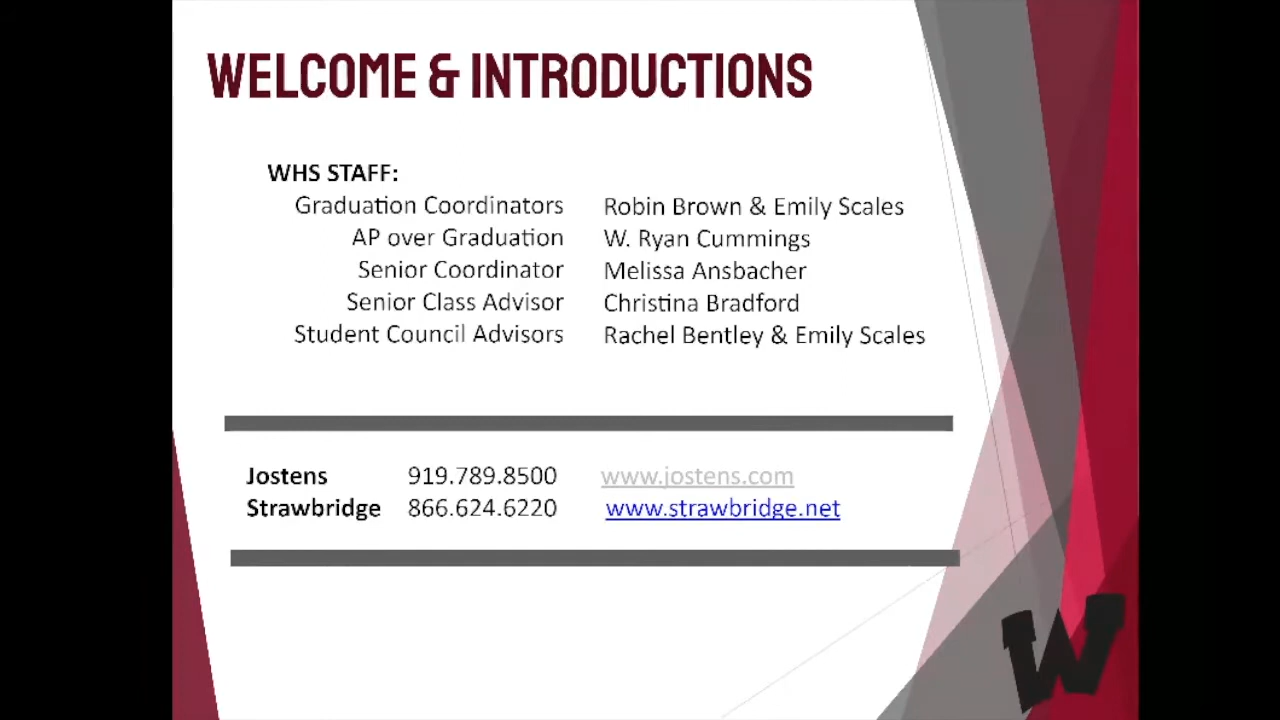 WELCOME & INTRODUCTIONS
WHS STAFF:
Graduation Coordinators Robin Brown & Emily Scales
AP over Graduation W. Ryan Cummings
Senior Coordinator Melissa Ansbacher
Senior Class Advisor Christina Bradford
Student Council Advisors Rachel Bentley & Emily Scales
Jostens 919.789.8500 www.jostens.com
Strawbridge 866.624.6220 www.strawbridge.net
W